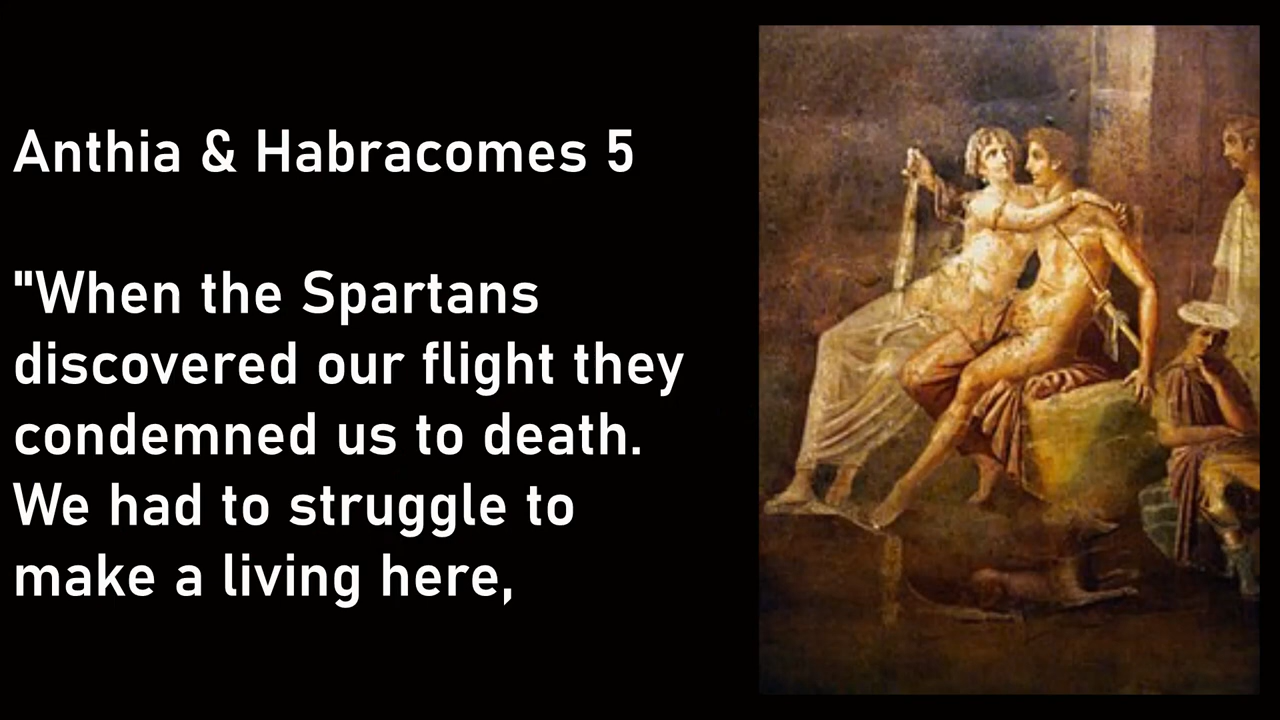 Anthia & Habracomes 5
"When the Spartans
discovered our flight they
condemned us to death.
We had to struggle to
make a living here,